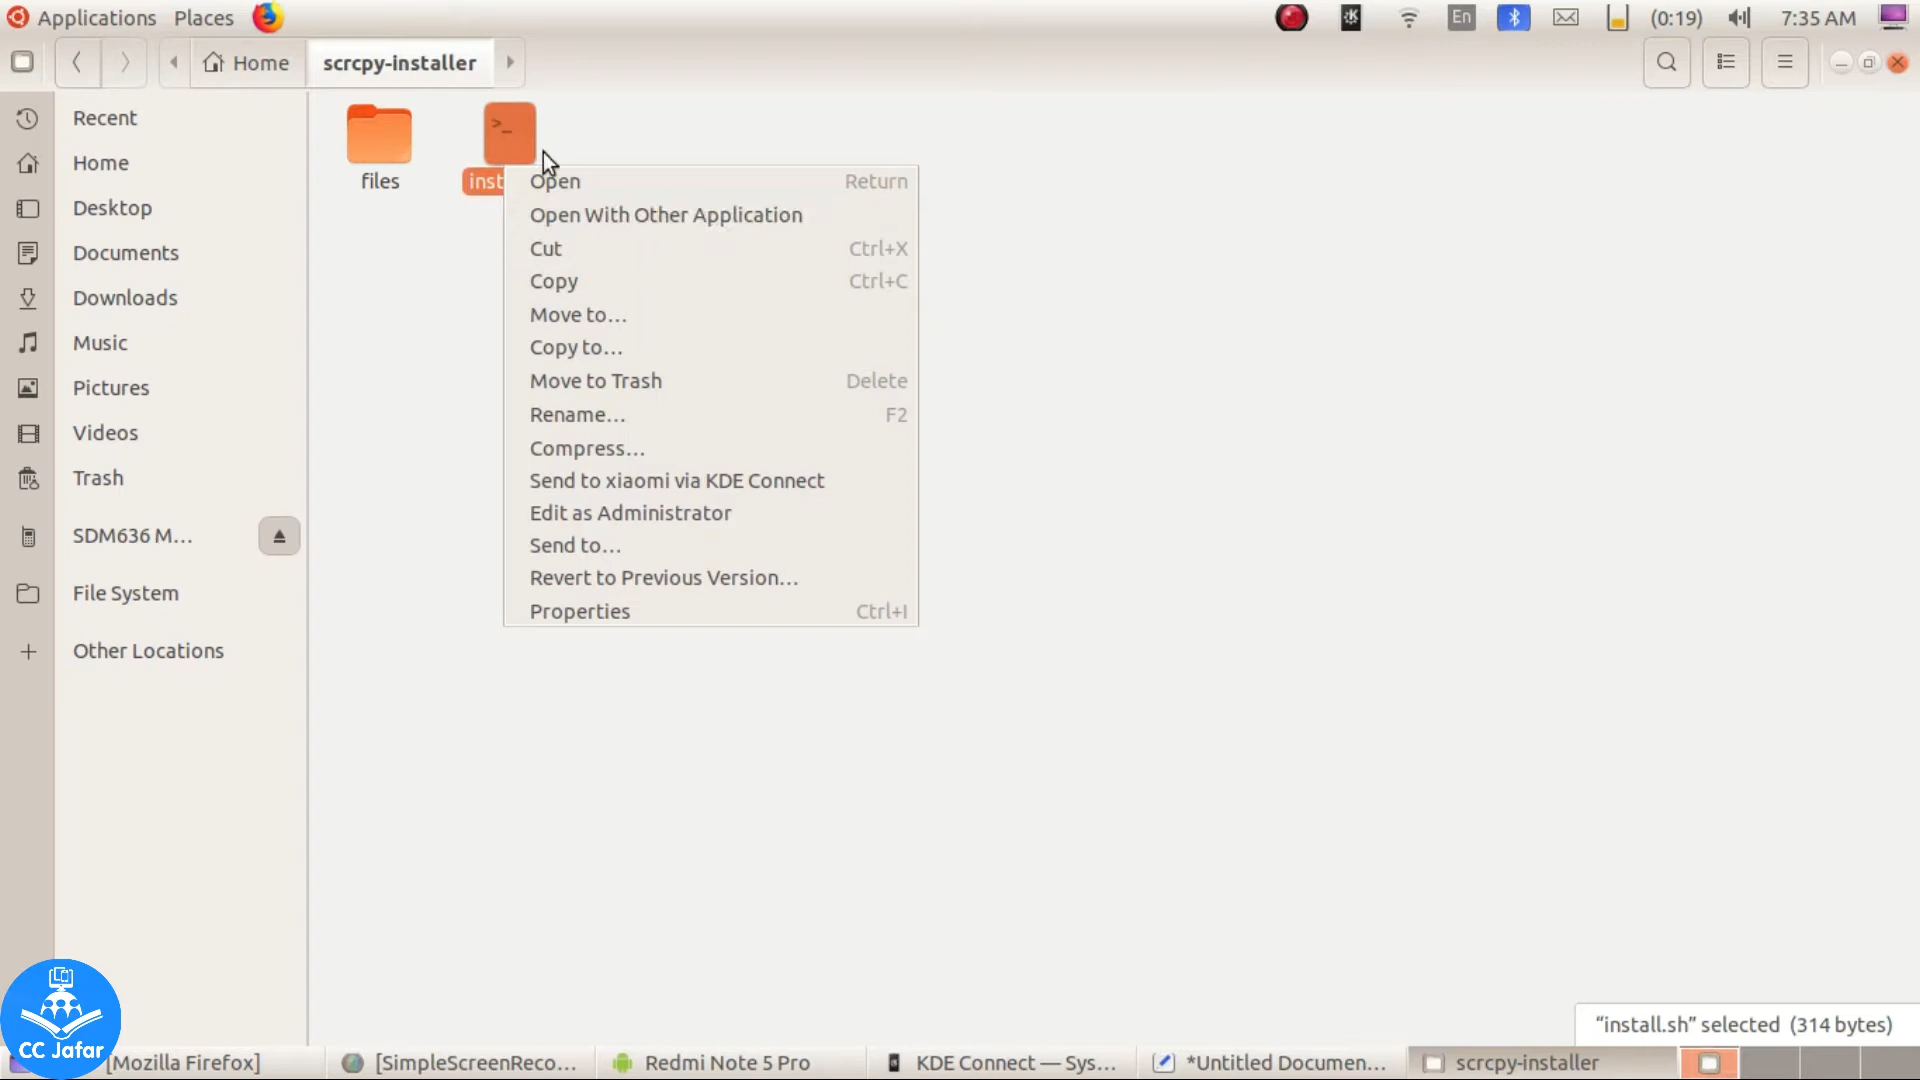 Applications Places En (0:19) 7:35 AM
Home scrcpy-installer
Recent
Home
Desktop
Documents
Downloads
Music
Pictures
Videos
Trash
SDM636 M...
File System
Other Locations
files
inst
>_
Open Return
Open With Other Application
Cut Ctrl+X
Copy Ctrl+C
Move to...
Copy to...
Move to Trash Delete
Rename... F2
Compress...
Send to xiaomi via KDE Connect
Edit as Administrator
Send to...
Revert to Previous Version...
Properties Ctrl+I
"install.sh" selected (314 bytes)
CC Jafar
[Mozilla Firefox] [SimpleScreenReco... Redmi Note 5 Pro KDE Connect — Sys... *Untitled Documen... scrcpy-installer